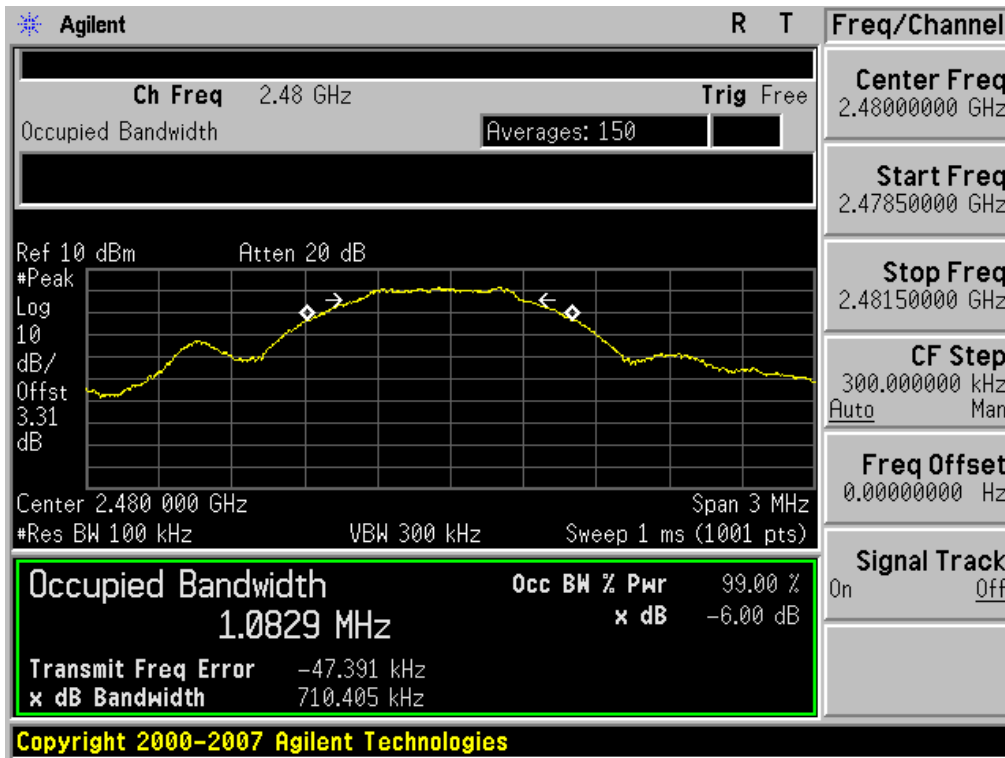 Agilent R T
Freq/Channel
Ch Freq 2.48 GHz Trig Free
Occupied Bandwidth Averages: 150
Ref 10 dBm Atten 20 dB
#Peak
Log
10
dB/
Offst
3.31
dB
Center 2.480 000 GHz Span 3 MHz
#Res BW 100 kHz VBW 300 kHz Sweep 1 ms (1001 pts)
Occupied Bandwidth Occ BW % Pwr 99.00 %
1.0829 MHz x dB -6.00 dB
Transmit Freq Error -47.391 kHz
x dB Bandwidth 710.405 kHz
Copyright 2000-2007 Agilent Technologies
Center Freq
2.48000000 GHz
Start Freq
2.47850000 GHz
Stop Freq
2.48150000 GHz
CF Step
300.000000 kHz
Auto Man
Freq Offset
0.00000000 Hz
Signal Track
On Off